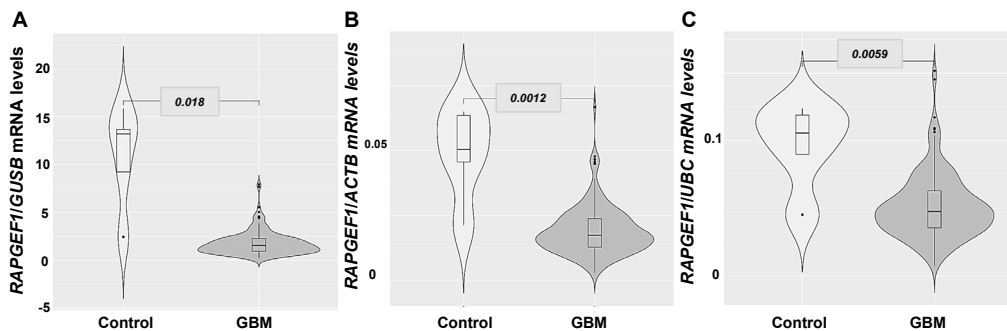 A
RAPGEF1/GUSB mRNA levels
20
15
10
5
0
-5
0.018
Control
GBM
B
RAPGEF1/ACTB mRNA levels
0.05
0
0.0012
Control
GBM
C
RAPGEF1/UBC mRNA levels
0.1
0
0.0059
Control
GBM